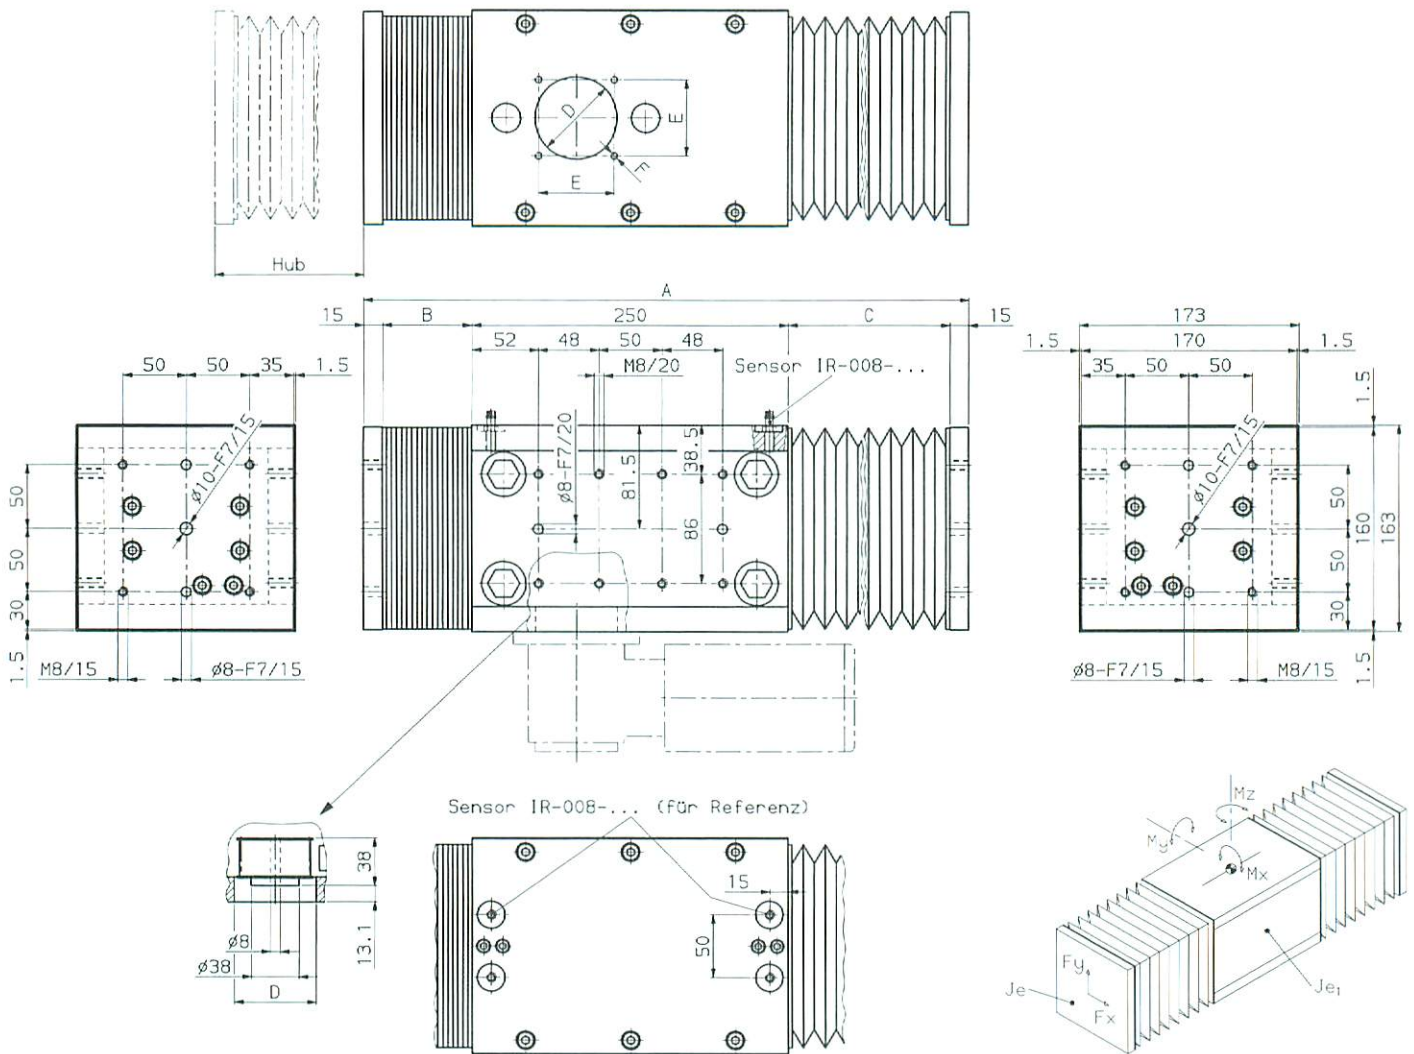 D
E
F
E
Hub
A
15 B 250 C 15
52 48 50 48
M8/20
Sensor IR-008-...
ø8-F7/20
81.5
38.5
86
50 50 35 1.5
ø10-F7/15
50
50
30
1.5
M8/15
ø8-F7/15
173
1.5 170 1.5
35 50 50
1.5
ø10-F7/15
50
50
30
160
163
1.5
ø8-F7/15
M8/15
38
13.1
ø8
ø38
D
Sensor IR-008-... (für Referenz)
15
50
Mz
My
Mx
Fy
Fx
Je
Je₁